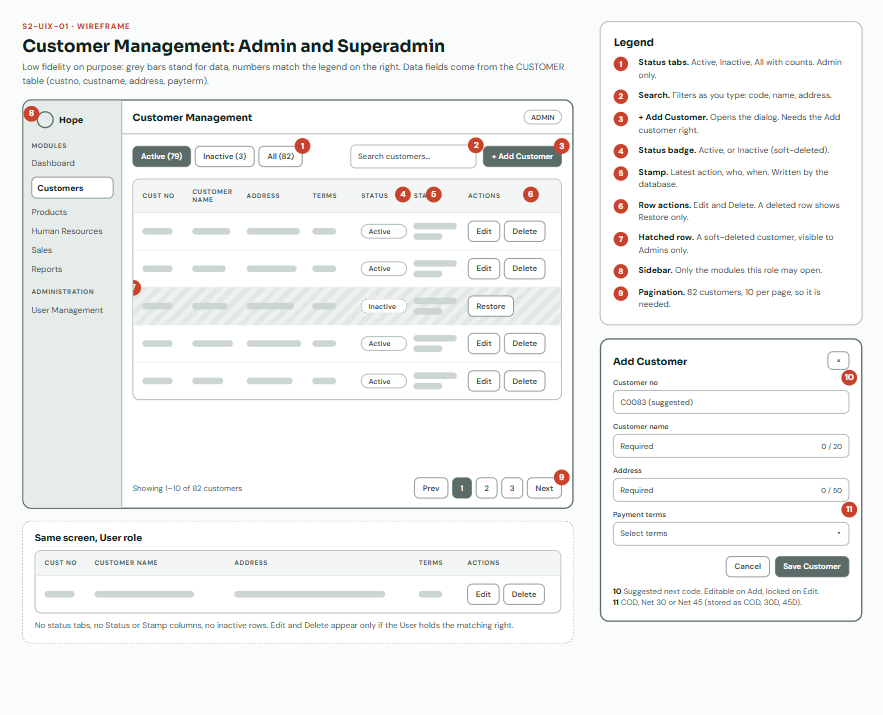 S2-UIX-01 · WIREFRAME
Customer Management: Admin and Superadmin
Low fidelity on purpose: grey bars stand for data, numbers match the legend on the right. Data fields come from the CUSTOMER
table (custno, custname, address, payterm).
8
Hope
MODULES
Dashboard
Customers
Products
Human Resources
Sales
Reports
ADMINISTRATION
User Management
Customer Management
ADMIN
Active (79)
Inactive (3)
All (82)
1
Search customers...
2
+ Add Customer
3
CUST NO
CUSTOMER
NAME
ADDRESS
TERMS
STATUS
4
5
ACTIONS
6
Active
Edit
Delete
Active
Edit
Delete
7
Inactive
Restore
Active
Edit
Delete
Active
Edit
Delete
Showing 1–10 of 82 customers
Prev
1
2
3
Next
9
Same screen, User role
CUST NO
CUSTOMER NAME
ADDRESS
TERMS
ACTIONS
Edit
Delete
No status tabs, no Status or Stamp columns, no inactive rows. Edit and Delete appear only if the User holds the matching right.
Legend
1 Status tabs. Active, Inactive, All with counts. Admin
only.
2 Search. Filters as you type: code, name, address.
3 + Add Customer. Opens the dialog. Needs the Add
customer right.
4 Status badge. Active, or Inactive (soft-deleted).
5 Stamp. Latest action, who, when. Written by the
database.
6 Row actions. Edit and Delete. A deleted row shows
Restore only.
7 Hatched row. A soft-deleted customer, visible to
Admins only.
8 Sidebar. Only the modules this role may open.
9 Pagination. 82 customers, 10 per page, so it is
needed.
Add Customer
×
10
Customer no
C0083 (suggested)
Customer name
Required
0 / 20
Address
Required
0 / 50
11
Payment terms
Select terms
Cancel
Save Customer
10 Suggested next code. Editable on Add, locked on Edit.
11 COD, Net 30 or Net 45 (stored as COD, 30D, 45D).